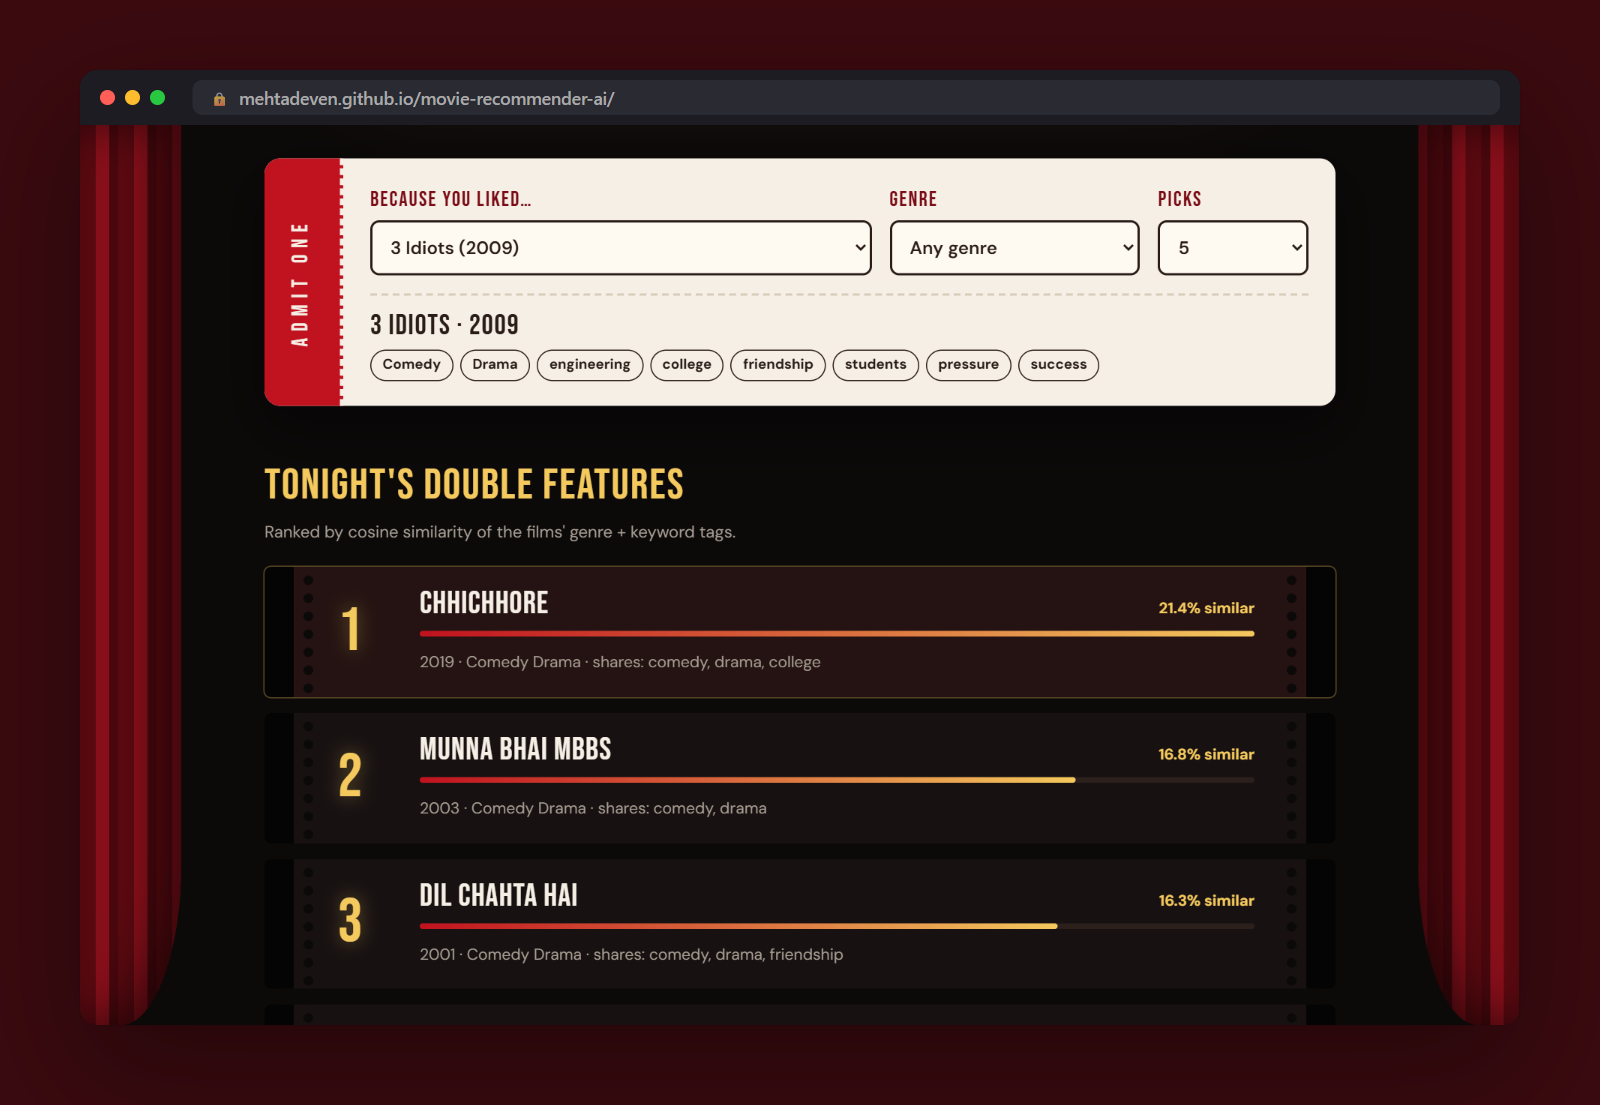 mehtadeven.github.io/movie-recommender-ai/
ADMIT ONE
BECAUSE YOU LIKED… GENRE PICKS
3 Idiots (2009) Any genre 5
3 IDIOTS · 2009
Comedy Drama engineering college friendship students pressure success
TONIGHT'S DOUBLE FEATURES
Ranked by cosine similarity of the films' genre + keyword tags.
1 CHHICHHORE 21.4% similar
2019 · Comedy Drama · shares: comedy, drama, college
2 MUNNA BHAI MBBS 16.8% similar
2003 · Comedy Drama · shares: comedy, drama
3 DIL CHAHTA HAI 16.3% similar
2001 · Comedy Drama · shares: comedy, drama, friendship